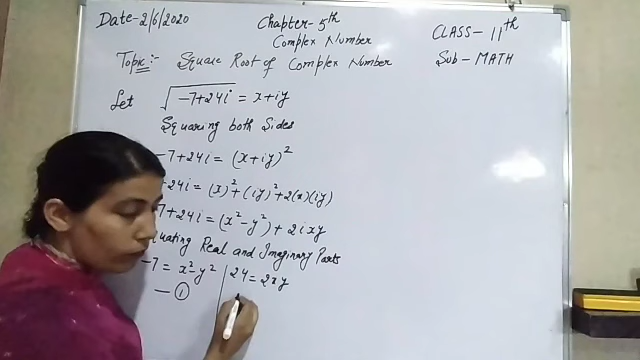 Date-2/6/2020
Chapter-5th
Complex Number
CLASS-11th
Sub-MATH
Topic:- Square Root of Complex Number
Let √-7+24i = x+iy
Squaring both Sides
-7+24i = (x+iy)²
+24i = (x)²+(iy)²+2(x)(iy)
7+24i = (x²-y²)+2ixy
uating Real and Imaginary Parts
-7 = x²-y² | 24 = 2xy
— ①